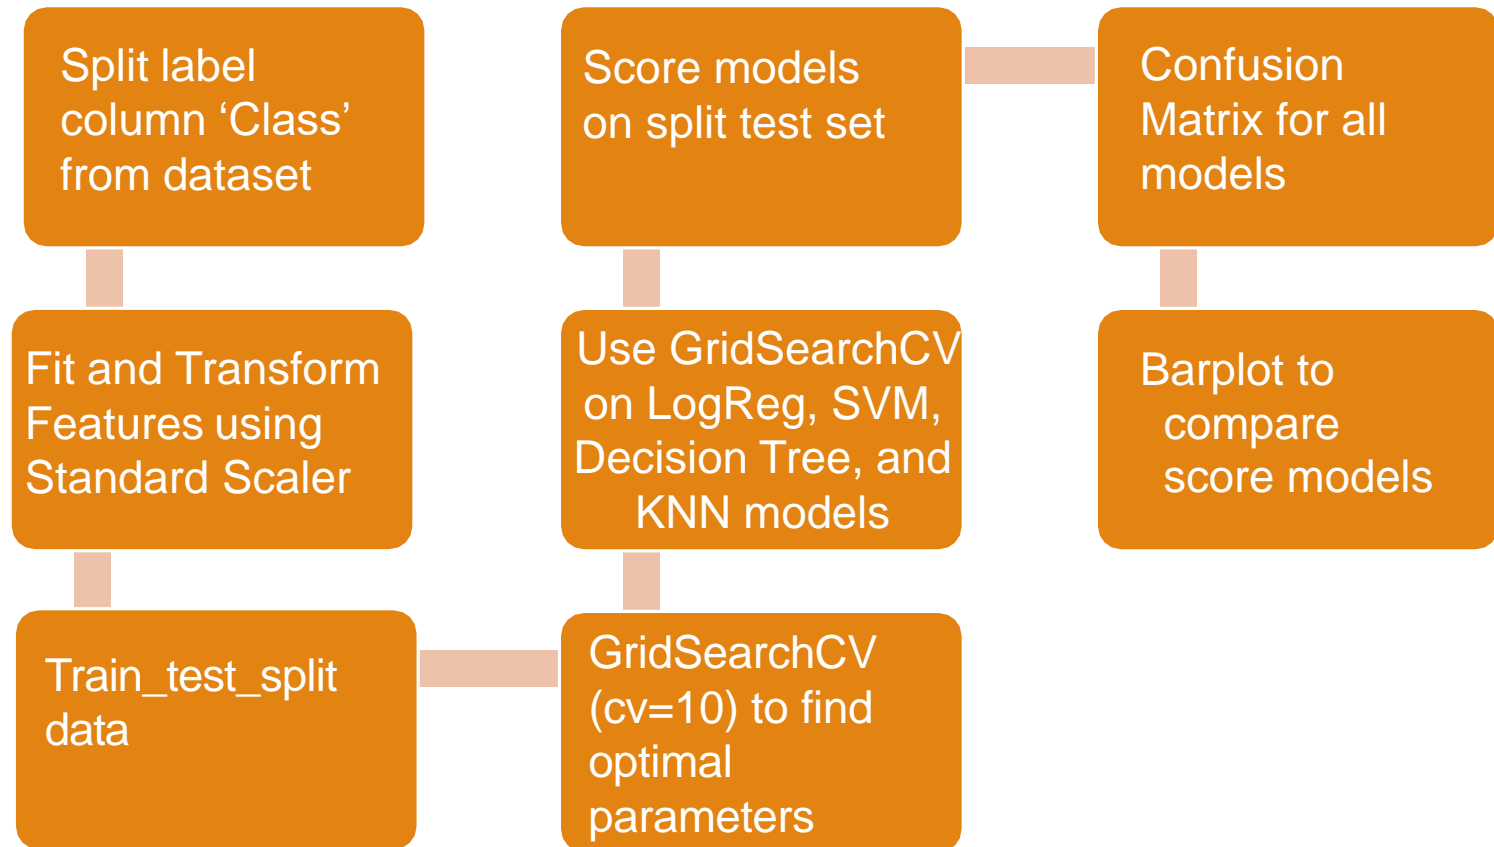 Split label
column ‘Class’
from dataset
Fit and Transform
Features using
Standard Scaler
Train_test_split
data
GridSearchCV
(cv=10) to find
optimal
parameters
Use GridSearchCV
on LogReg, SVM,
Decision Tree, and
KNN models
Score models
on split test set
Confusion
Matrix for all
models
Barplot to
compare
score models